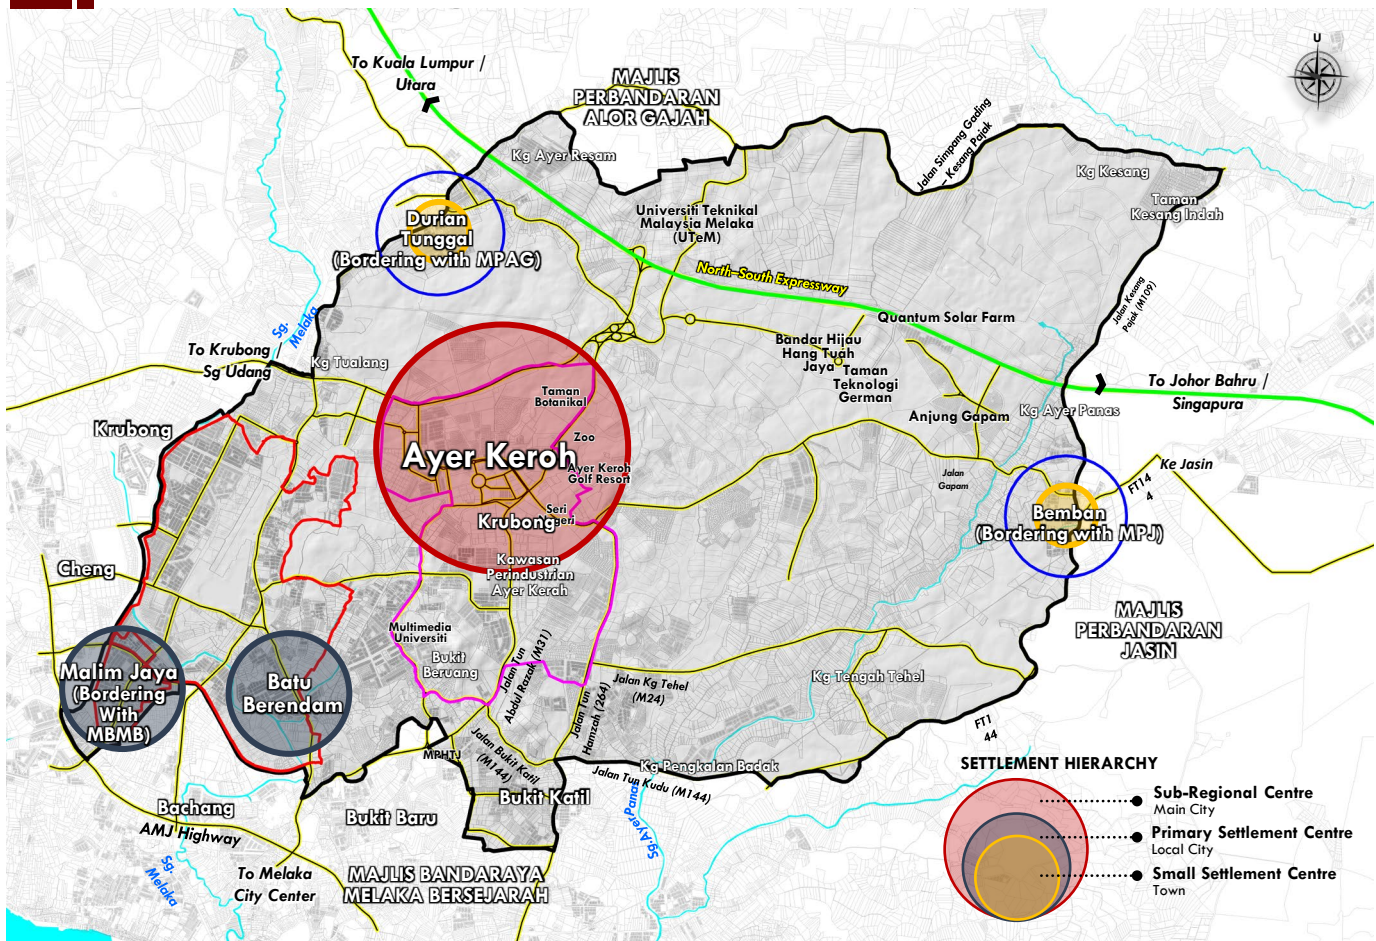 U
To Kuala Lumpur /
Utara
MAJLIS
PERBANDARAN
ALOR GAJAH
Jalan Simpang Gading
– Kesang Pajak
Kg Ayer Resam
Kg Kesang
Taman
Kesang Indah
Durian
Tunggal
(Bordering with MPAG)
Universiti Teknikal
Malaysia Melaka
(UTeM)
North-South Expressway
Jalan Kesang
Pajak (M109)
Sg.
Melaka
Quantum Solar Farm
To Krubong /
Sg Udang
Kg Tualang
Bandar Hijau
Hang Tuah
Jaya
Taman
Teknologi
German
To Johor Bahru /
Singapura
Taman
Botanikal
Anjung Gapam
Kg Ayer Panas
Krubong
Zoo
Ayer Keroh
Ayer Keroh
Golf Resort
Jalan
Gapam
Ke Jasin
FT14
4
Seri
Negeri
Krubong
Bemban
(Bordering with MPJ)
Kawasan
Perindustrian
Ayer Kerah
Cheng
MAJLIS
PERBANDARAN
JASIN
Multimedia
Universiti
Bukit
Beruang
Jalan Tun
Abdul Razak (M31)
Malim Jaya
(Bordering
With
MBMB)
Batu
Berendam
Jalan Kg Tehel
(M24)
Kg Tengah Tehel
Jalan Tun
Hamzah (264)
FT1
44
MPHTJ
Jalan Bukit Katil
(M144)
Kg Pengkalan Badak
Jalan Tun Kudu (M144)
Bukit Katil
Sg.Ayer Panas
Bachang
AMJ Highway
Bukit Baru
Sg.
Melaka
To Melaka
City Center
MAJLIS BANDARAYA
MELAKA BERSEJARAH
SETTLEMENT HIERARCHY
Sub-Regional Centre
Main City
Primary Settlement Centre
Local City
Small Settlement Centre
Town